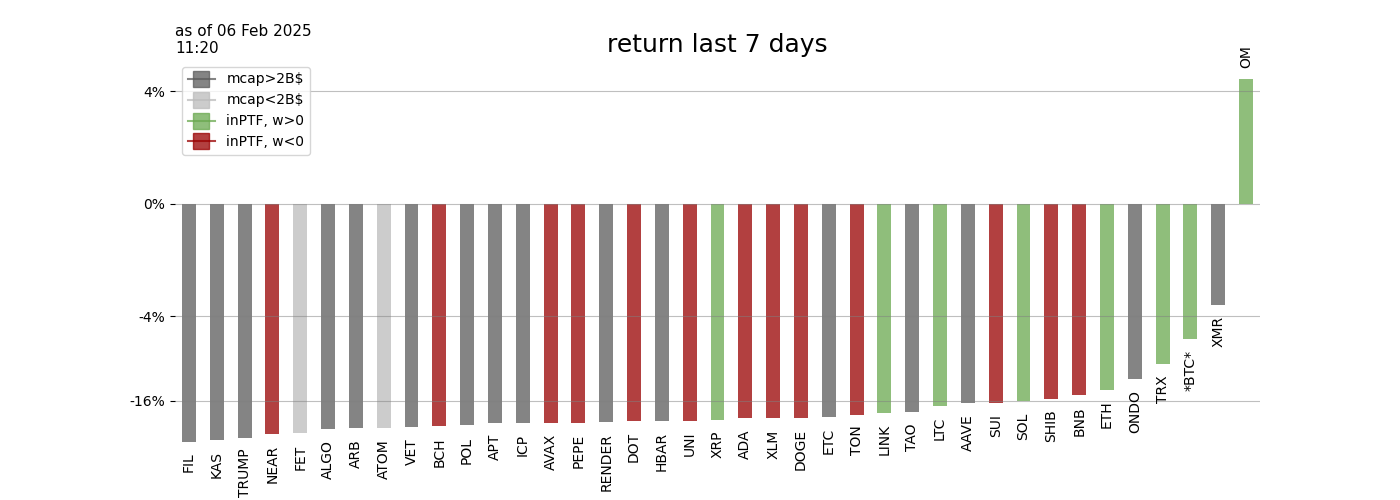 as of 06 Feb 2025
11:20
return last 7 days
mcap>2B$
mcap<2B$
inPTF, w>0
inPTF, w<0
4%
0%
-4%
-16%
FIL
KAS
TRUMP
NEAR
FET
ALGO
ARB
ATOM
VET
BCH
POL
APT
ICP
AVAX
PEPE
RENDER
DOT
HBAR
UNI
XRP
ADA
XLM
DOGE
ETC
TON
LINK
TAO
LTC
AAVE
SUI
SOL
SHIB
BNB
ETH
ONDO
TRX
*BTC*
XMR
OM